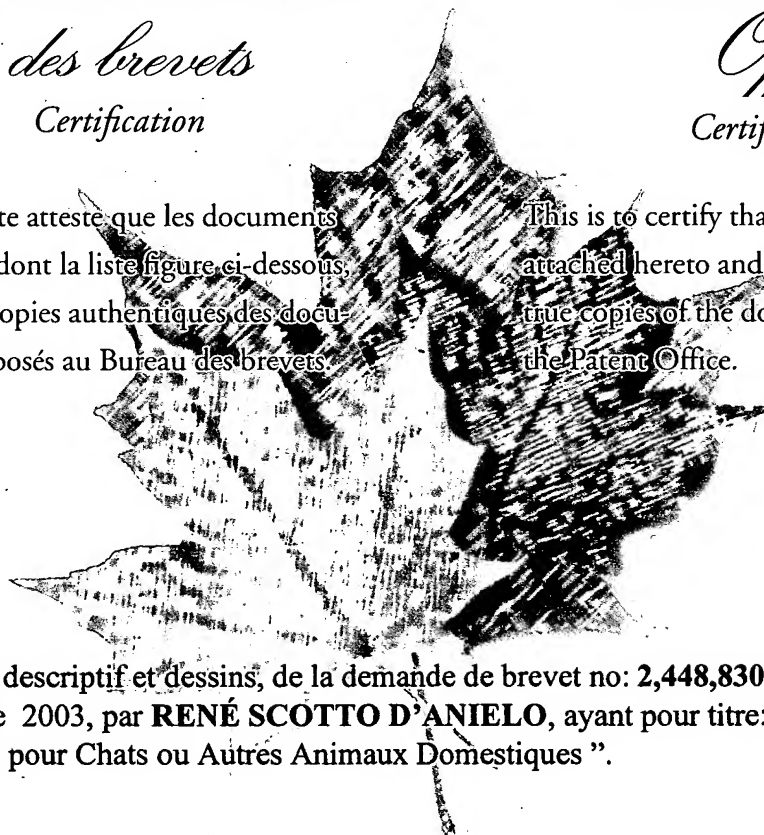 des brevets
Certification
te atteste que les documents
dont la liste figure ci-dessous,
opies authentiques des docu-
posés au Bureau des brevets.
Certif
This is to certify tha
attached hereto and
true copies of the do
the Patent Office.
descriptif et dessins, de la demande de brevet no: 2,448,830
e 2003, par RENÉ SCOTTO D'ANIELO, ayant pour titre:
pour Chats ou Autres Animaux Domestiques ”.